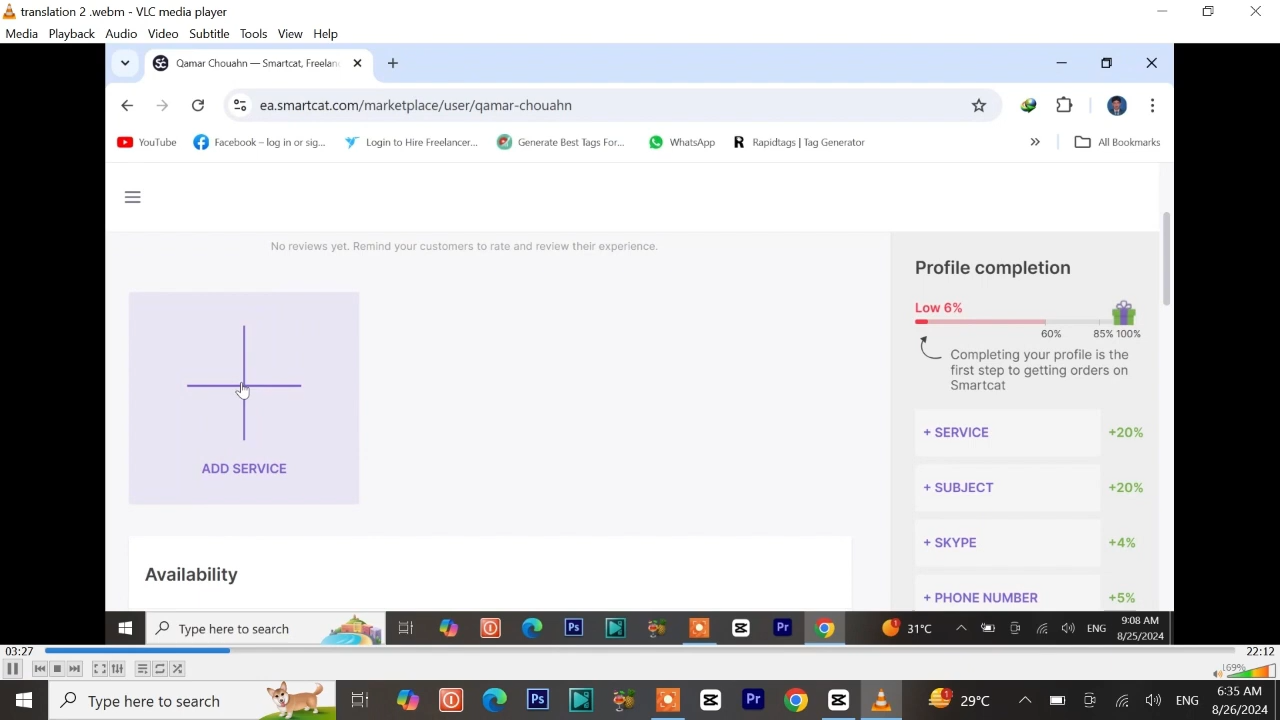 translation 2 .webm - VLC media player
Media Playback Audio Video Subtitle Tools View Help
Qamar Chouahn — Smartcat, Freelan
ea.smartcat.com/marketplace/user/qamar-chouahn
YouTube
Facebook – log in or sig...
Login to Hire Freelancer...
Generate Best Tags For...
WhatsApp
Rapidtags | Tag Generator
All Bookmarks
No reviews yet. Remind your customers to rate and review their experience.
ADD SERVICE
Availability
Profile completion
Low 6%
60% 85% 100%
Completing your profile is the
first step to getting orders on
Smartcat
+ SERVICE +20%
+ SUBJECT +20%
+ SKYPE +4%
+ PHONE NUMBER +5%
Type here to search
31°C
ENG
9:08 AM
8/25/2024
03:27
22:12
169%
Type here to search
29°C
ENG
6:35 AM
8/26/2024